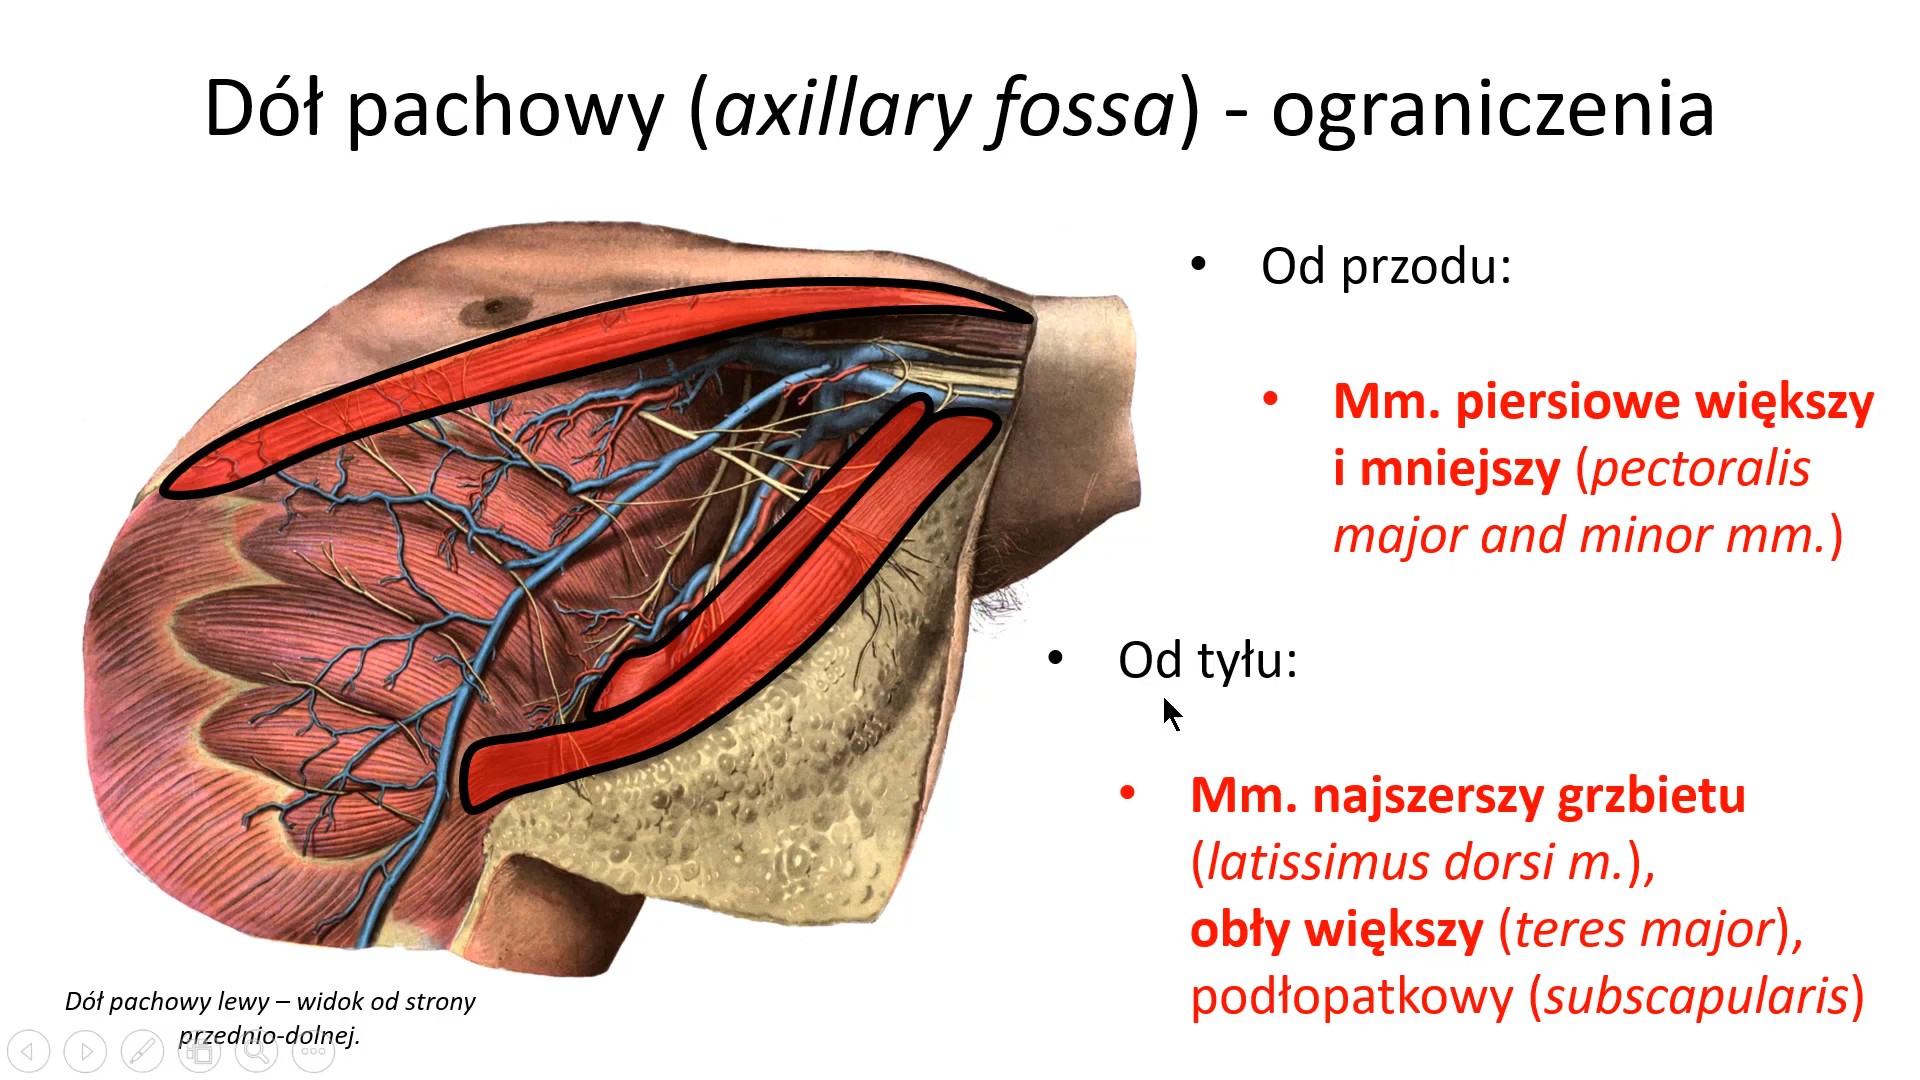 Dół pachowy (axillary fossa) - ograniczenia
• Od przodu:
• Mm. piersiowe większy
i mniejszy (pectoralis
major and minor mm.)
• Od tyłu:
• Mm. najszerszy grzbietu
(latissimus dorsi m.),
obły większy (teres major),
podłopatkowy (subscapularis)
Dół pachowy lewy – widok od strony
przednio-dolnej.